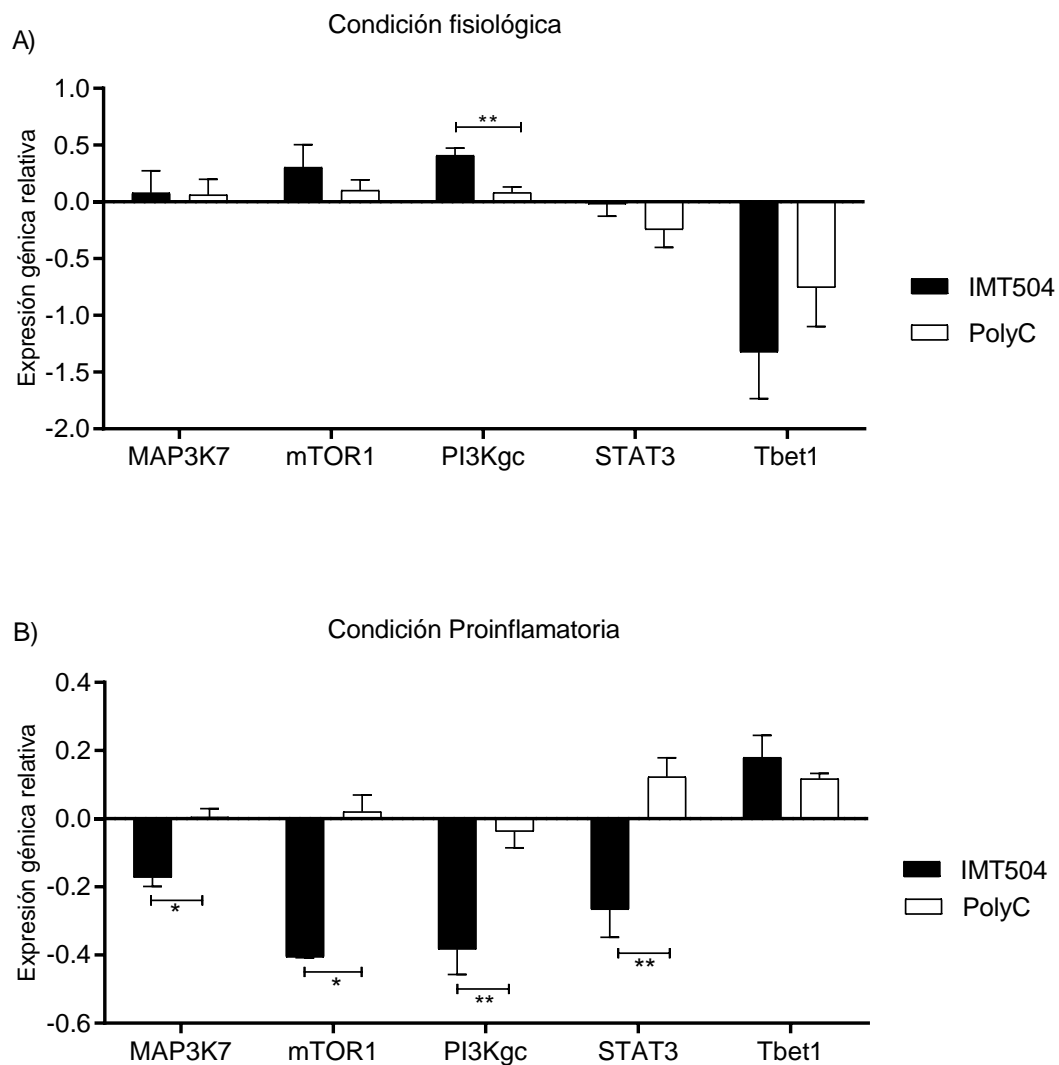 A)
Condición fisiológica
Expresión génica relativa
1.0
0.5
0.0
-0.5
-1.0
-1.5
-2.0
**
MAP3K7 mTOR1 PI3Kgc STAT3 Tbet1
IMT504
PolyC
B)
Condición Proinflamatoria
Expresión génica relativa
0.4
0.2
0.0
-0.2
-0.4
-0.6
* * ** **
MAP3K7 mTOR1 PI3Kgc STAT3 Tbet1
IMT504
PolyC